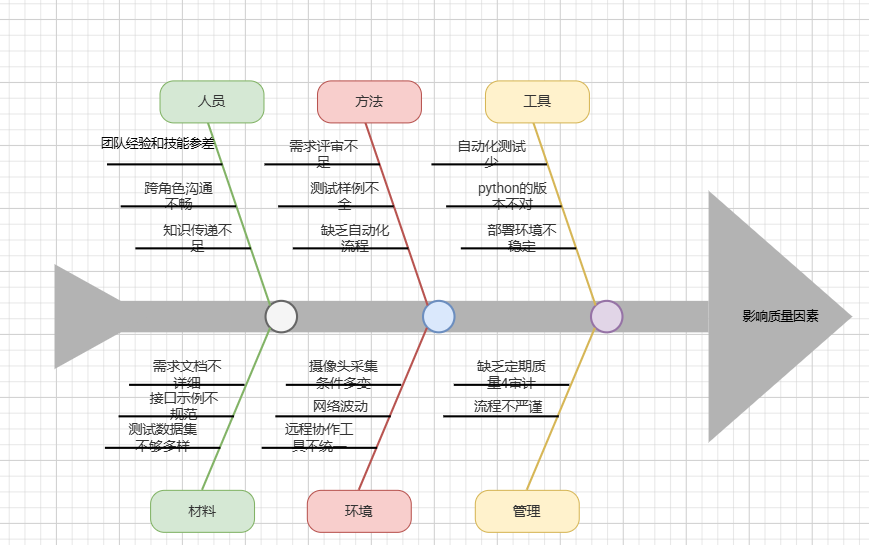 人员
方法
工具
团队经验和技能参差
需求评审不
足
自动化测试
少
跨角色沟通
不畅
测试样例不
全
python的版
本不对
知识传递不
足
缺乏自动化
流程
部署环境不
稳定
影响质量因素
需求文档不
详细
摄像头采集
条件多变
缺乏定期质
量4审计
接口示例不
规范
网络波动
流程不严谨
测试数据集
不够多样
远程协作工
具不统一
材料
环境
管理